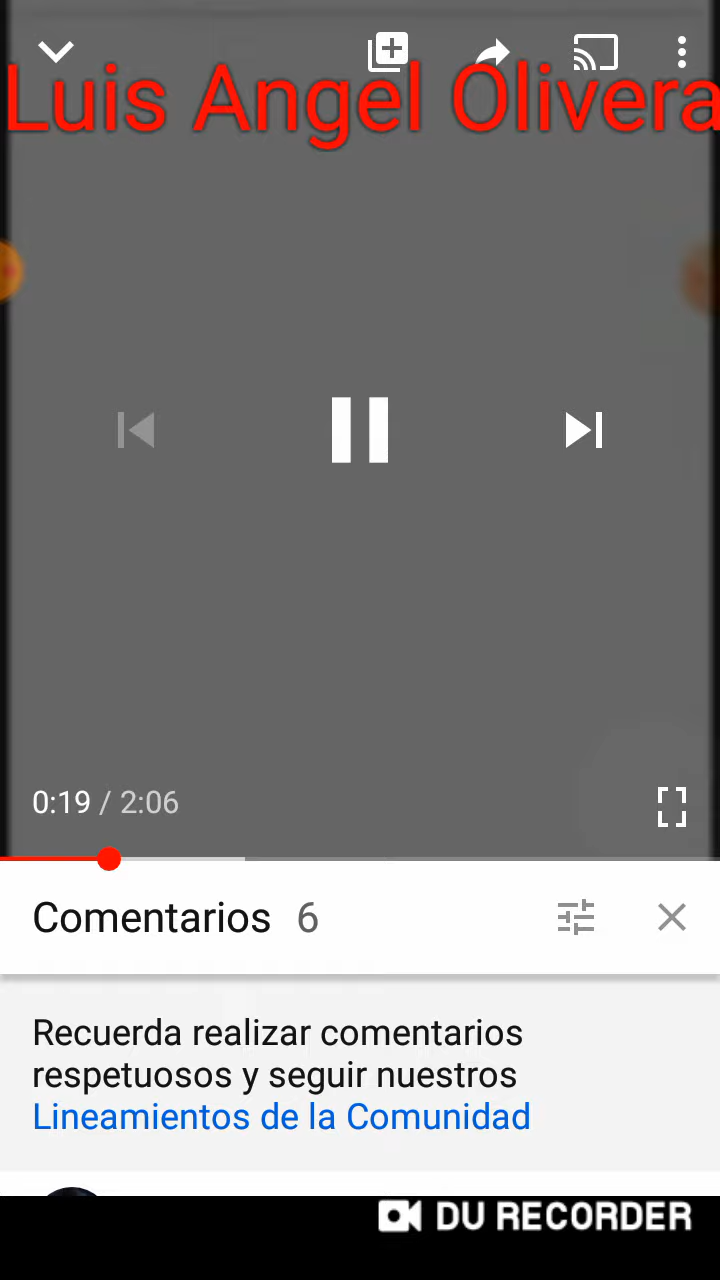 Luis Angel Olivera
0:19 / 2:06
Comentarios 6
Recuerda realizar comentarios
respetuosos y seguir nuestros
Lineamientos de la Comunidad
DU RECORDER